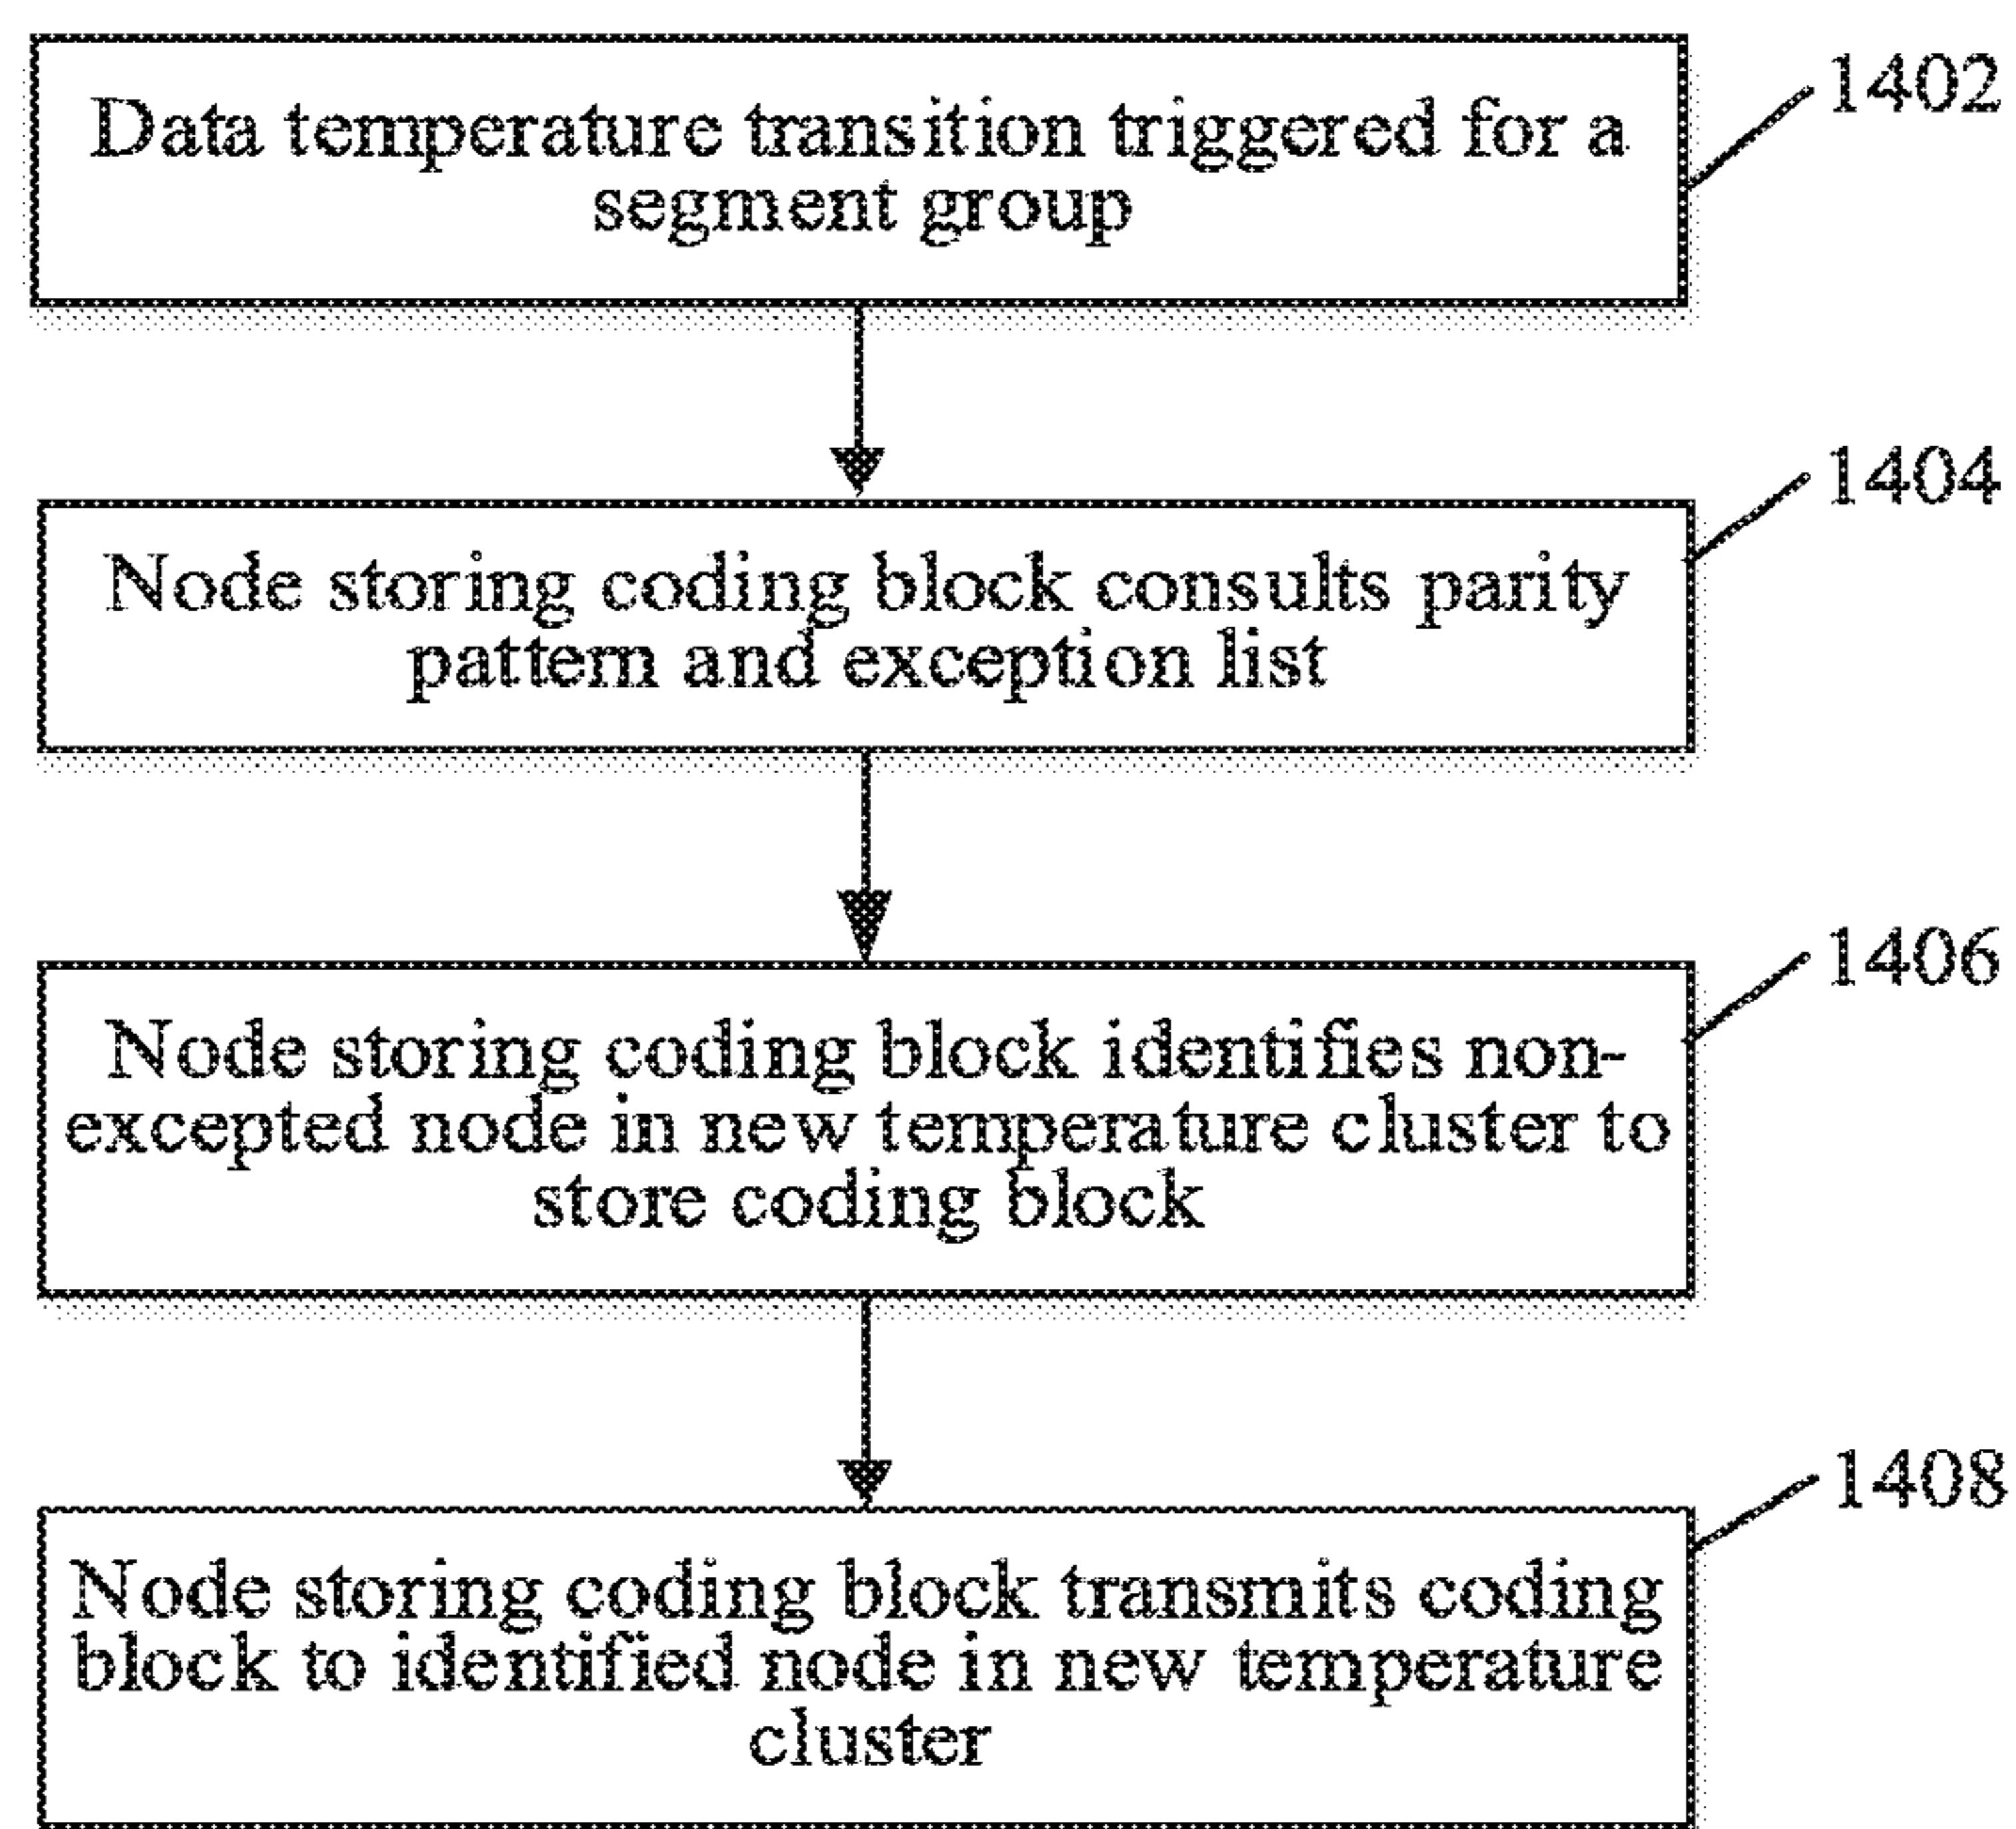 Data temperature transition triggered for a
segment group
1402
Node storing coding block consults parity
pattern and exception list
1404
Node storing coding block identifies non-
excepted node in new temperature cluster to
store coding block
1406
Node storing coding block transmits coding
block to identified node in new temperature
cluster
1408